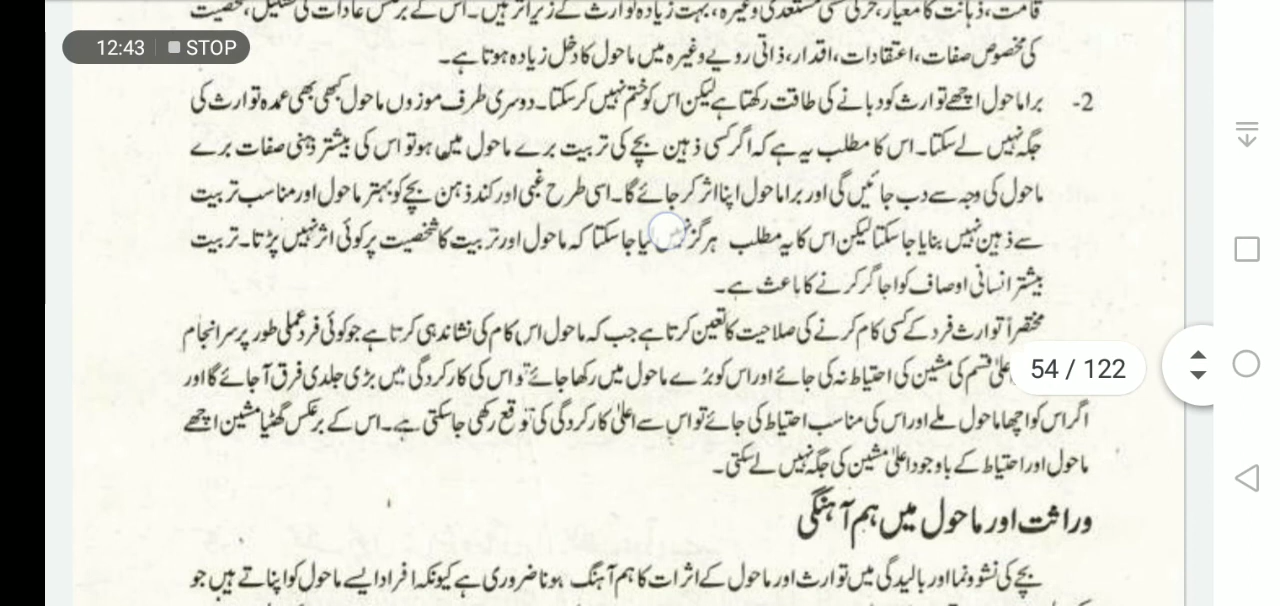 قامت، ذہانت کا معیار، چستی مستعدی وغیرہ، بہت زیادہ توارث کے زیر اثر ہیں۔ اس کے برعکس عادات کی تشکیل، شخصیت
12:43 STOP
کی مخصوص صفات، اعتقادات، اقدار، ذاتی رویے وغیرہ میں ماحول کا دخل زیادہ ہوتا ہے۔
2- برا ماحول اچھے توارث کو دبانے کی طاقت رکھتا ہے لیکن اس کو ختم نہیں کر سکتا۔ دوسری طرف موزوں ماحول کبھی بھی عمدہ توارث کی
جگہ نہیں لے سکتا۔ اس کا مطلب یہ ہے کہ اگر کسی ذہین بچے کی تربیت برے ماحول میں ہو تو اس کی بیشتر ذہنی صفات برے
ماحول کی وجہ سے دب جائیں گی اور برا ماحول اپنا اثر کر جائے گا۔ اسی طرح غبی اور کند ذہن بچے کو بہتر ماحول اور مناسب تربیت
سے ذہین نہیں بنایا جا سکتا لیکن اس کا یہ مطلب ہرگز نہیں لیا جا سکتا کہ ماحول اور تربیت کا شخصیت پر کوئی اثر نہیں پڑتا۔ تربیت
بیشتر انسانی اوصاف کو اجاگر کرنے کا باعث ہے۔
مختصراً توارث فرد کے کسی کام کرنے کی صلاحیت کا تعین کرتا ہے جب کہ ماحول اس کام کی نشاندہی کرتا ہے جو کوئی فرد عملی طور پر سرانجام
اعلیٰ قسم کی مشین کی احتیاط نہ کی جائے اور اس کو بُرے ماحول میں رکھا جائے تو اس کی کارکردگی میں بڑی جلدی فرق آ جائے گا اور
54 / 122
اگر اس کو اچھا ماحول ملے اور اس کی مناسب احتیاط کی جائے تو اس سے اعلیٰ کارکردگی کی توقع رکھی جا سکتی ہے۔ اس کے برعکس گھٹیا مشین اچھے
ماحول اور احتیاط کے باوجود اعلیٰ مشین کی جگہ نہیں لے سکتی۔
وراثت اور ماحول میں ہم آہنگی
بچے کی نشوونما اور بالیدگی میں توارث اور ماحول کے اثرات کا ہم آہنگ ہونا ضروری ہے کیونکہ افراد ایسے ماحول کو اپناتے ہیں جو